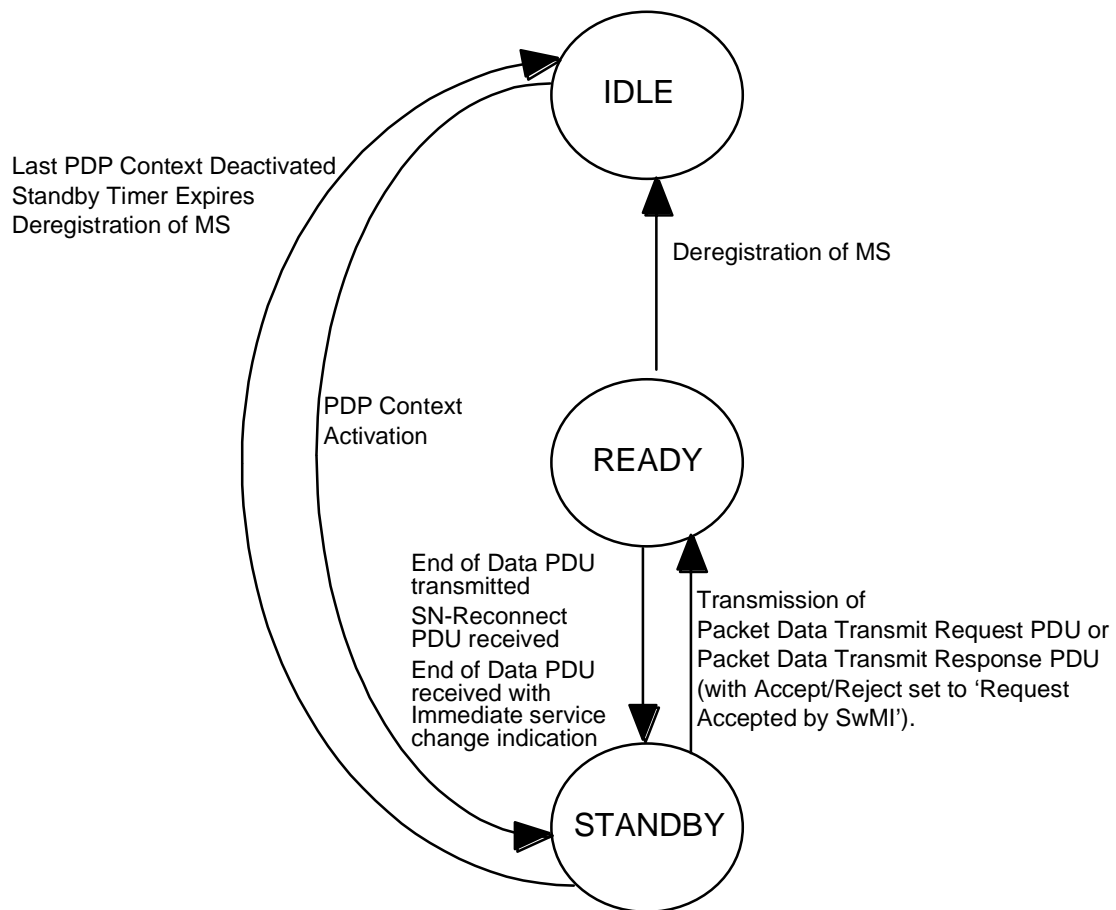 IDLE
Last PDP Context Deactivated
Standby Timer Expires
Deregistration of MS
Deregistration of MS
PDP Context
Activation
READY
End of Data PDU
transmitted
SN-Reconnect
PDU received
End of Data PDU
received with
Immediate service
change indication
Transmission of
Packet Data Transmit Request PDU or
Packet Data Transmit Response PDU
(with Accept/Reject set to ‘Request
Accepted by SwMI’).
STANDBY